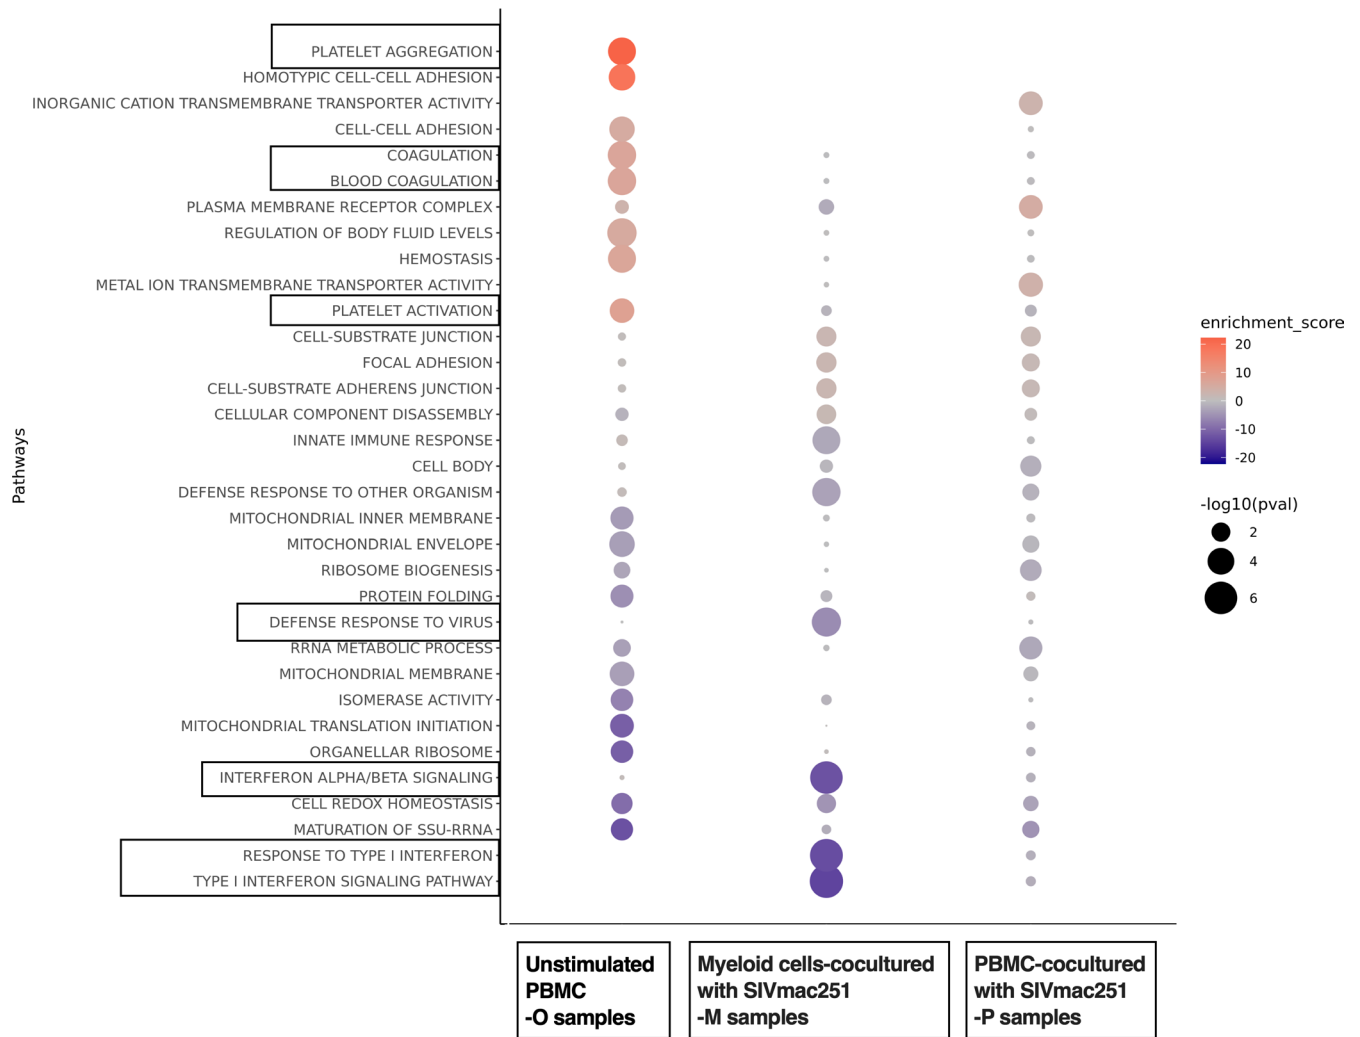 PLATELET AGGREGATION
HOMOTYPIC CELL-CELL ADHESION
INORGANIC CATION TRANSMEMBRANE TRANSPORTER ACTIVITY
CELL-CELL ADHESION
COAGULATION
BLOOD COAGULATION
PLASMA MEMBRANE RECEPTOR COMPLEX
REGULATION OF BODY FLUID LEVELS
HEMOSTASIS
METAL ION TRANSMEMBRANE TRANSPORTER ACTIVITY
PLATELET ACTIVATION
CELL-SUBSTRATE JUNCTION
FOCAL ADHESION
CELL-SUBSTRATE ADHERENS JUNCTION
CELLULAR COMPONENT DISASSEMBLY
INNATE IMMUNE RESPONSE
CELL BODY
DEFENSE RESPONSE TO OTHER ORGANISM
MITOCHONDRIAL INNER MEMBRANE
MITOCHONDRIAL ENVELOPE
RIBOSOME BIOGENESIS
PROTEIN FOLDING
DEFENSE RESPONSE TO VIRUS
RRNA METABOLIC PROCESS
MITOCHONDRIAL MEMBRANE
ISOMERASE ACTIVITY
MITOCHONDRIAL TRANSLATION INITIATION
ORGANELLAR RIBOSOME
INTERFERON ALPHA/BETA SIGNALING
CELL REDOX HOMEOSTASIS
MATURATION OF SSU-RRNA
RESPONSE TO TYPE I INTERFERON
TYPE I INTERFERON SIGNALING PATHWAY
Pathways
enrichment_score
20
10
0
-10
-20
-log10(pval)
2
4
6
Unstimulated
PBMC
-O samples
Myeloid cells-cocultured
with SIVmac251
-M samples
PBMC-cocultured
with SIVmac251
-P samples